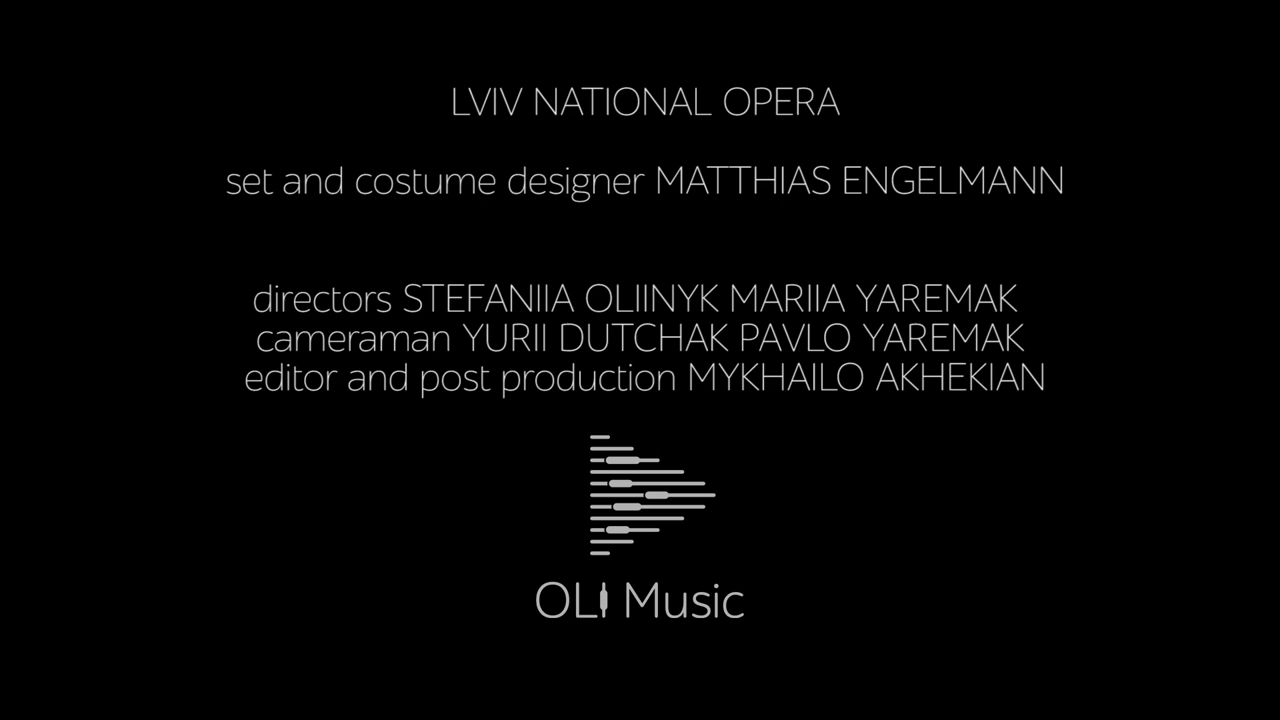 LVIV NATIONAL OPERA
set and costume designer MATTHIAS ENGELMANN
directors STEFANIIA OLIINYK MARIIA YAREMAK
cameraman YURII DUTCHAK PAVLO YAREMAK
editor and post production MYKHAILO AKHEKIAN
OLI Music